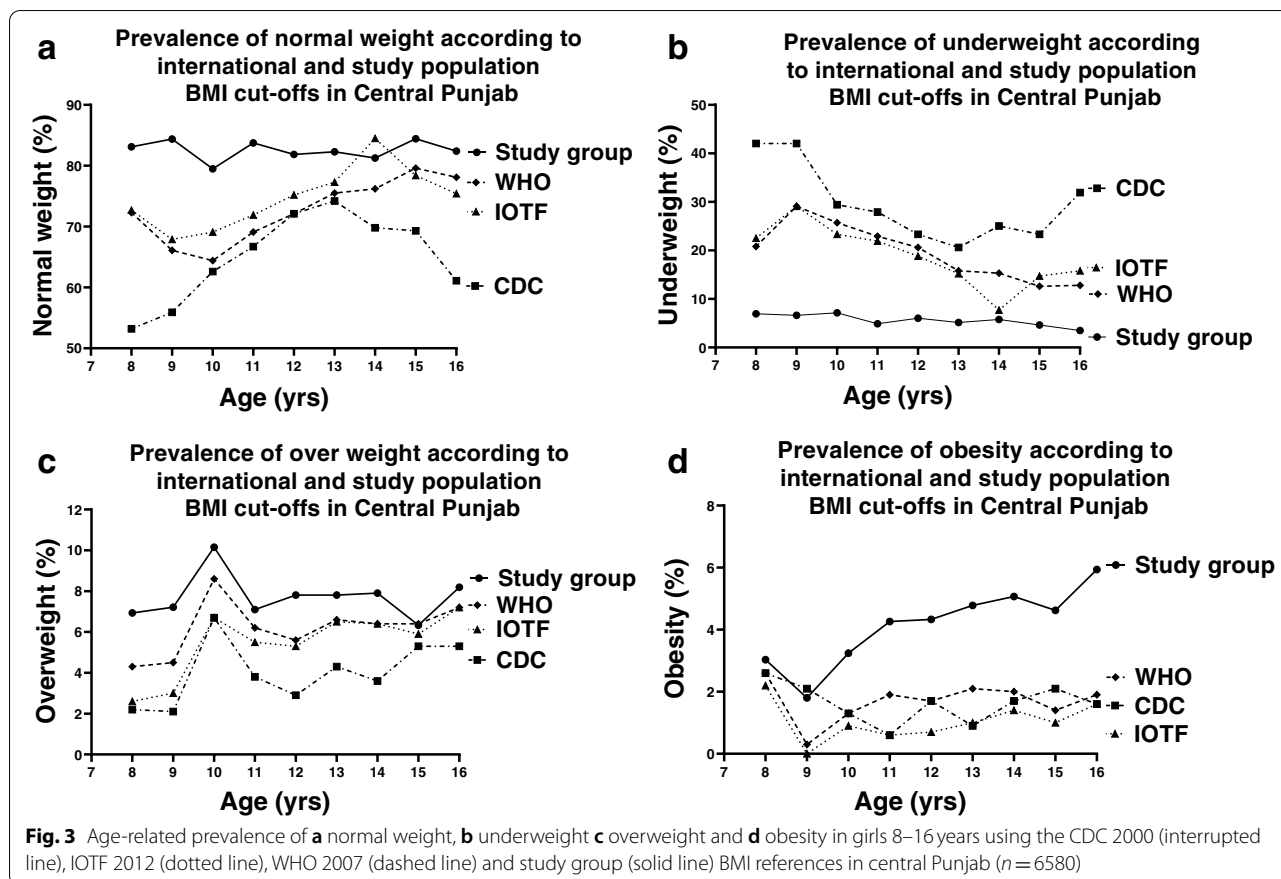 a
Prevalence of normal weight according to
international and study population
BMI cut-offs in Central Punjab
Normal weight (%)
90
80
70
60
50
7 8 9 10 11 12 13 14 15 16
Age (yrs)
Study group
WHO
IOTF
CDC
b
Prevalence of underweight according
to international and study population
BMI cut-offs in Central Punjab
Underweight (%)
50
40
30
20
10
0
7 8 9 10 11 12 13 14 15 16
Age (yrs)
CDC
IOTF
WHO
Study group
c
Prevalence of over weight according to
international and study population
BMI cut-offs in Central Punjab
Overweight (%)
12
10
8
6
4
2
0
7 8 9 10 11 12 13 14 15 16
Age (yrs)
Study group
WHO
IOTF
CDC
d
Prevalence of obesity according to
international and study population
BMI cut-offs in Central Punjab
Obesity (%)
8
6
4
2
0
7 8 9 10 11 12 13 14 15 16
Age (yrs)
Study group
WHO
CDC
IOTF
Fig. 3 Age-related prevalence of a normal weight, b underweight c overweight and d obesity in girls 8–16 years using the CDC 2000 (interrupted
line), IOTF 2012 (dotted line), WHO 2007 (dashed line) and study group (solid line) BMI references in central Punjab (n = 6580)